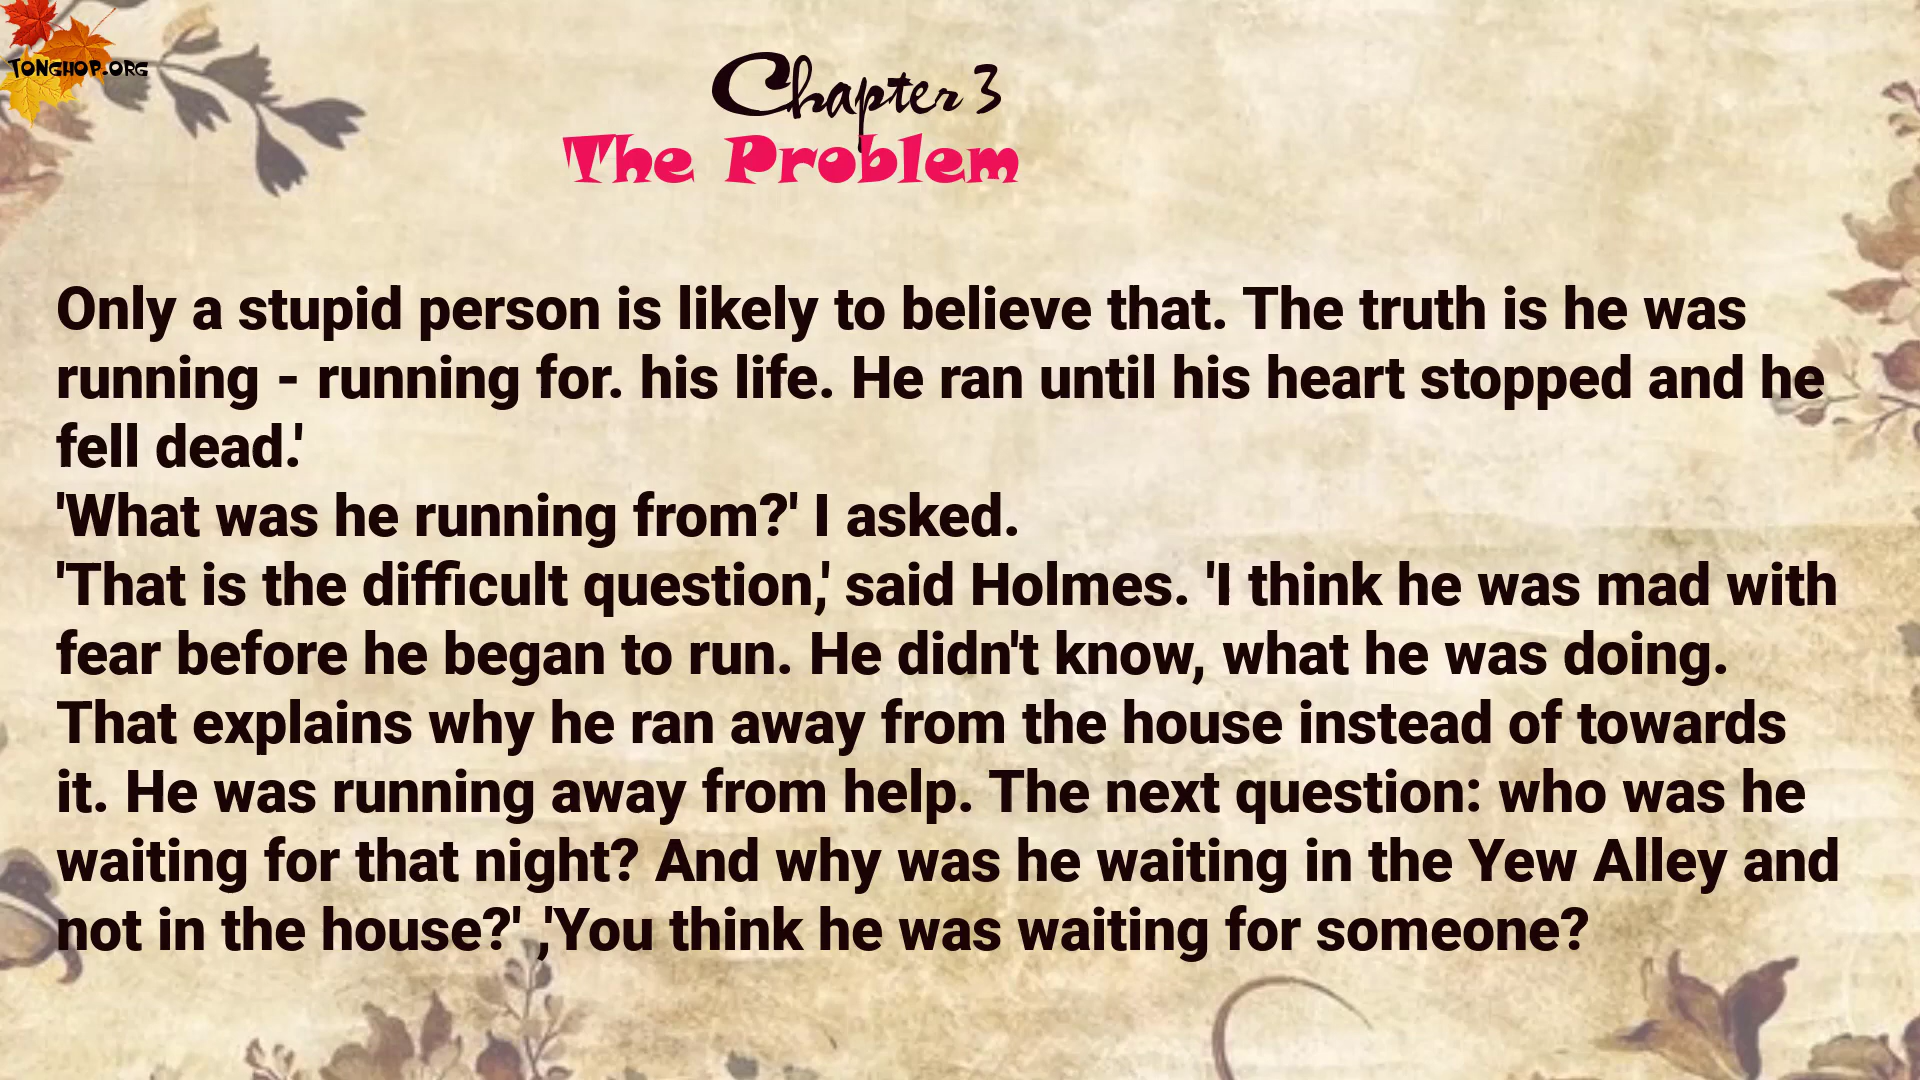 TONGHOP.ORG
Chapter 3
The Problem
Only a stupid person is likely to believe that. The truth is he was
running - running for. his life. He ran until his heart stopped and he
fell dead.'
'What was he running from?' I asked.
'That is the difficult question,' said Holmes. 'I think he was mad with
fear before he began to run. He didn't know, what he was doing.
That explains why he ran away from the house instead of towards
it. He was running away from help. The next question: who was he
waiting for that night? And why was he waiting in the Yew Alley and
not in the house?' ,'You think he was waiting for someone?